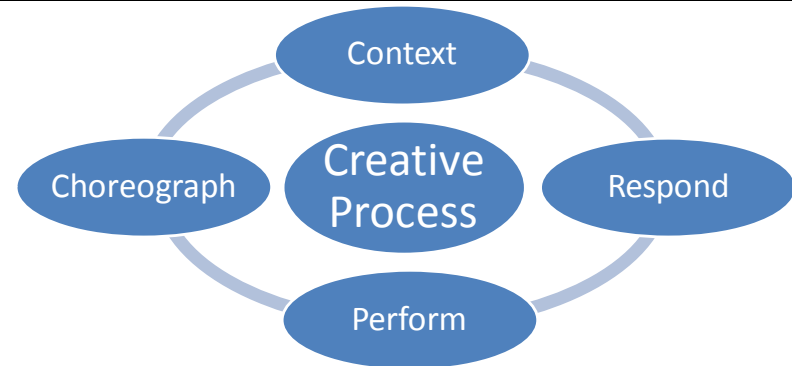 Context
Choreograph
Creative
Process
Respond
Perform